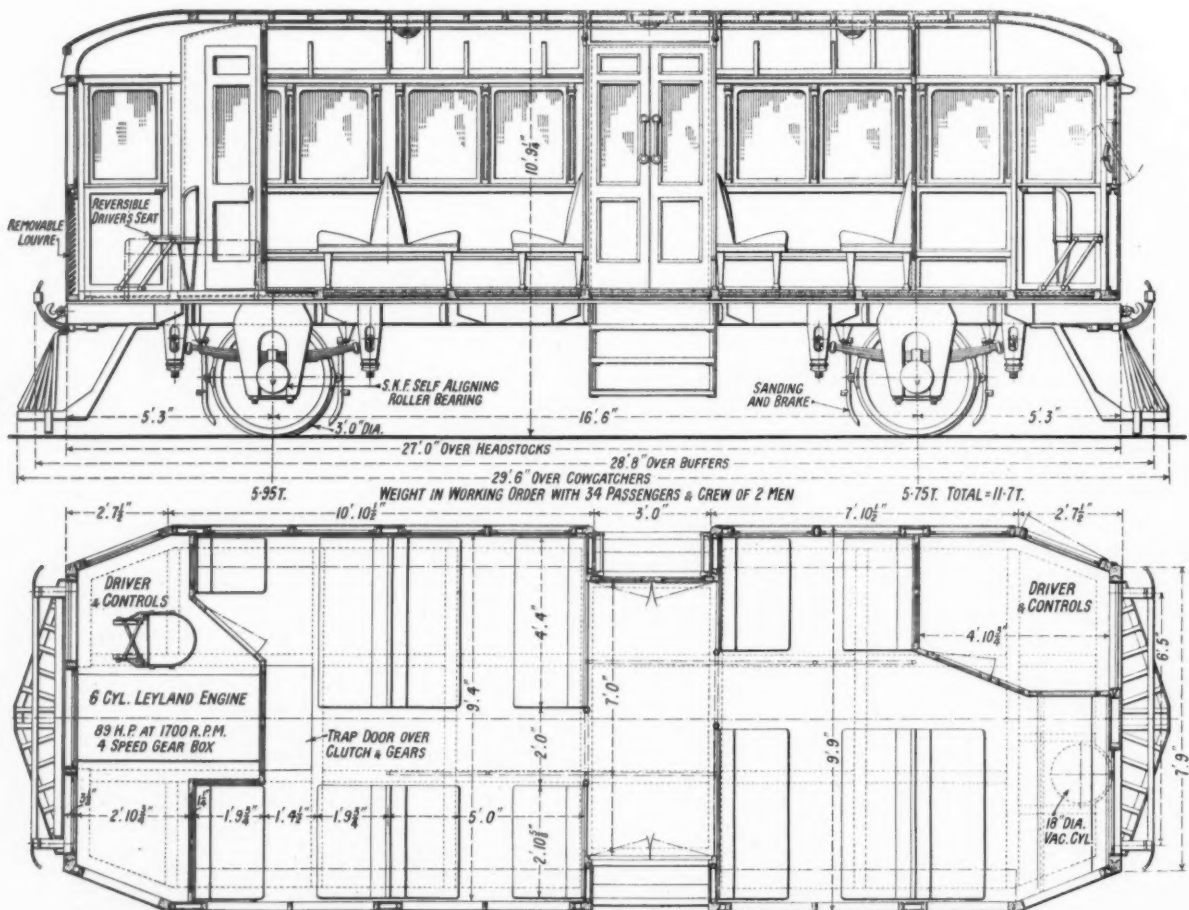 10'.9¼"
REVERSIBLE
DRIVERS SEAT
REMOVABLE
LOUVRE
S.K.F. SELF ALIGNING
ROLLER BEARING
SANDING
AND BRAKE
5'.3"
3'.0" DIA.
16'.6"
5'.3"
27'.0" OVER HEADSTOCKS
28'.8" OVER BUFFERS
29'.6" OVER COWCATCHERS
5·95T. WEIGHT IN WORKING ORDER WITH 34 PASSENGERS & CREW OF 2 MEN 5·75T. TOTAL = 11·7T.
2'.7½" 10'.10½" 3'.0" 7'.10½" 2'.7½"
DRIVER
& CONTROLS
DRIVER
& CONTROLS
4'.4"
4'.10¾"
6'.5"
6 CYL. LEYLAND ENGINE
89 H.P. AT 1700 R.P.M.
4 SPEED GEAR BOX
9'.4"
7'.0"
TRAP DOOR OVER
CLUTCH & GEARS
2'.0"
9'.9"
7'.9"
2'.10¾" 1'.9¾" 1'.4½" 1'.9¾" 5'.0"
2'.10⅝"
18" DIA.
VAC. CYL.